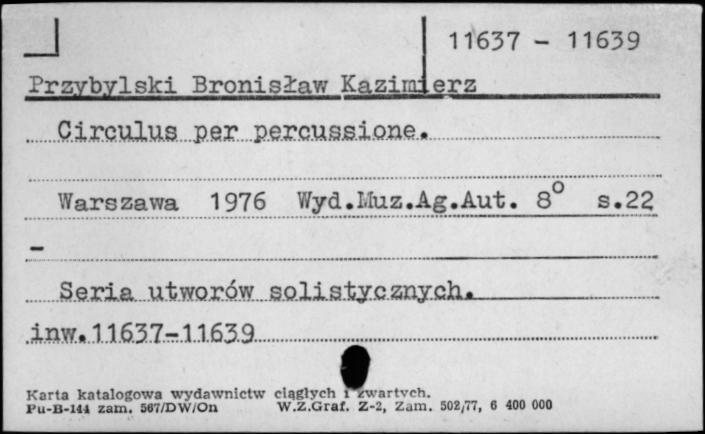 11637 - 11639
Przybylski Bronisław Kazimierz
Circulus per percussione.
Warszawa 1976 Wyd.Muz.Ag.Aut. 8° s.22
-
Seria utworów solistycznych.
inw.11637-11639
Karta katalogowa wydawnictw ciągłych i zwartych.
Pu-B-144 zam. 567/DW/On W.Z.Graf. Z-2, Zam. 502/77, 6 400 000